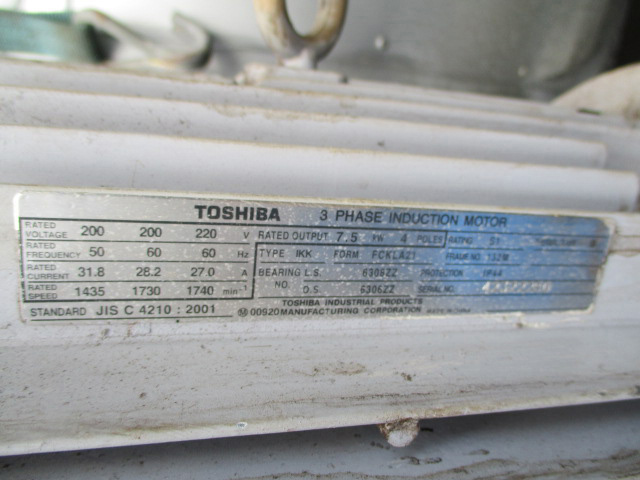 TOSHIBA 3 PHASE INDUCTION MOTOR
RATED VOLTAGE 200 200 220 V
RATED FREQUENCY 50 60 60 Hz
RATED CURRENT 31.8 28.2 27.0 A
RATED SPEED 1435 1730 1740 min⁻¹
STANDARD JIS C 4210 : 2001
RATED OUTPUT 7.5 KW 4 POLES RATING S1
TYPE IKK FORM FCKLA21 FRAME NO. 132M
BEARING L.S. 6308ZZ PROTECTION IP44
NO. O.S. 6306ZZ SERIAL NO.
TOSHIBA INDUSTRIAL PRODUCTS
M 00920 MANUFACTURING CORPORATION